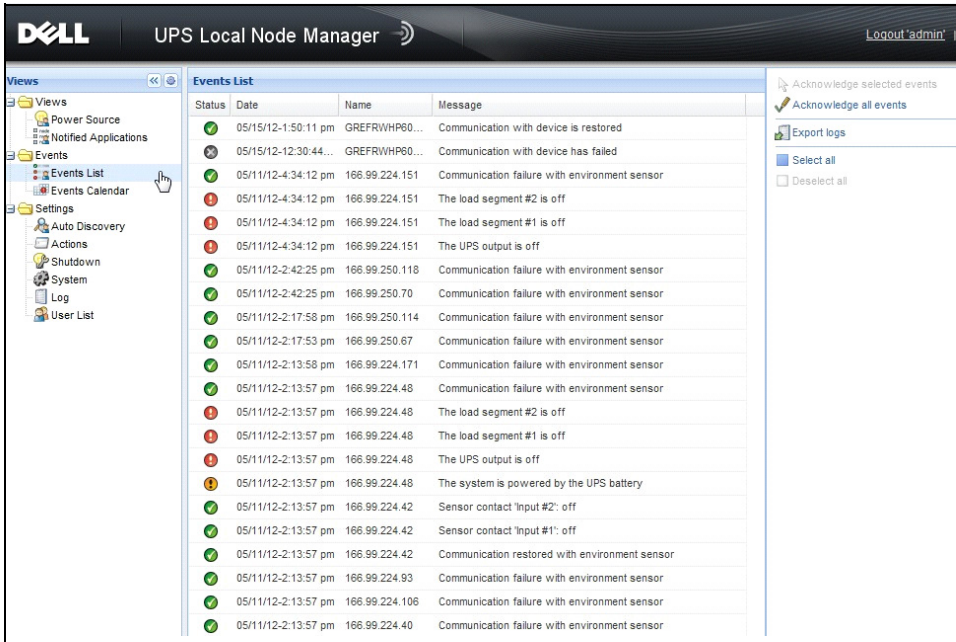 DELL
UPS Local Node Manager
Logout 'admin'
Views
Views
Power Source
Notified Applications
Events
Events List
Events Calendar
Settings
Auto Discovery
Actions
Shutdown
System
Log
User List
Events List
Status Date Name Message
05/15/12-1:50:11 pm GREFRWHP60... Communication with device is restored
05/15/12-12:30:44... GREFRWHP60... Communication with device has failed
05/11/12-4:34:12 pm 166.99.224.151 Communication failure with environment sensor
05/11/12-4:34:12 pm 166.99.224.151 The load segment #2 is off
05/11/12-4:34:12 pm 166.99.224.151 The load segment #1 is off
05/11/12-4:34:12 pm 166.99.224.151 The UPS output is off
05/11/12-2:42:25 pm 166.99.250.118 Communication failure with environment sensor
05/11/12-2:42:25 pm 166.99.250.70 Communication failure with environment sensor
05/11/12-2:17:58 pm 166.99.250.114 Communication failure with environment sensor
05/11/12-2:17:53 pm 166.99.250.67 Communication failure with environment sensor
05/11/12-2:13:58 pm 166.99.224.171 Communication failure with environment sensor
05/11/12-2:13:57 pm 166.99.224.48 Communication failure with environment sensor
05/11/12-2:13:57 pm 166.99.224.48 The load segment #2 is off
05/11/12-2:13:57 pm 166.99.224.48 The load segment #1 is off
05/11/12-2:13:57 pm 166.99.224.48 The UPS output is off
05/11/12-2:13:57 pm 166.99.224.48 The system is powered by the UPS battery
05/11/12-2:13:57 pm 166.99.224.42 Sensor contact 'Input #2': off
05/11/12-2:13:57 pm 166.99.224.42 Sensor contact 'Input #1': off
05/11/12-2:13:57 pm 166.99.224.42 Communication restored with environment sensor
05/11/12-2:13:57 pm 166.99.224.93 Communication failure with environment sensor
05/11/12-2:13:57 pm 166.99.224.106 Communication failure with environment sensor
05/11/12-2:13:57 pm 166.99.224.40 Communication failure with environment sensor
Acknowledge selected events
Acknowledge all events
Export logs
Select all
Deselect all